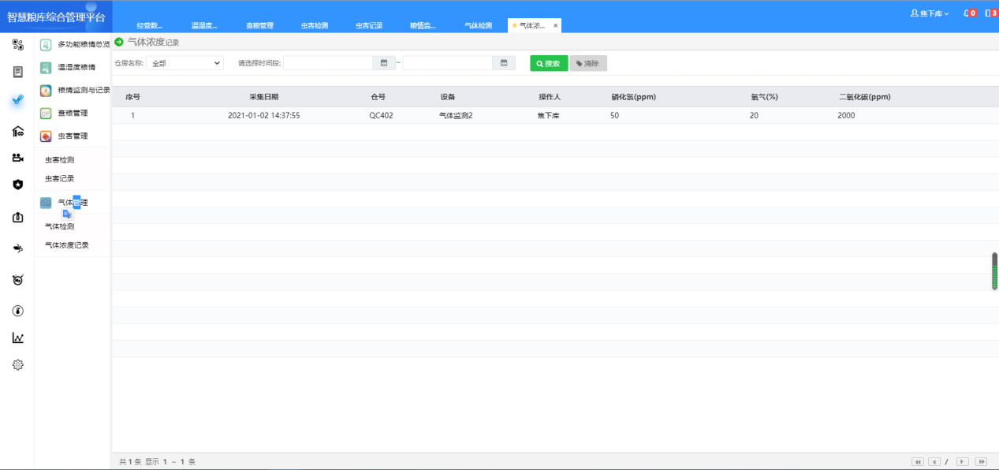 智慧粮库综合管理平台
焦下库
0
3
经营数...
温湿度...
查粮管理
虫害检测
虫害记录
粮情监...
气体检测
气体浓...
多功能粮情总览
温湿度粮情
粮情监测与记录
查粮管理
虫害管理
虫害检测
虫害记录
气体管理
气体检测
气体浓度记录
气体浓度记录
仓房名称: 全部 请选择时间段: ~ 搜索 清除
序号 采集日期 仓号 设备 操作人 磷化氢(ppm) 氧气(%) 二氧化碳(ppm)
1 2021-01-02 14:37:55 QC402 气体监测2 焦下库 50 20 2000
共 1 条 显示 1 ~ 1 条
/